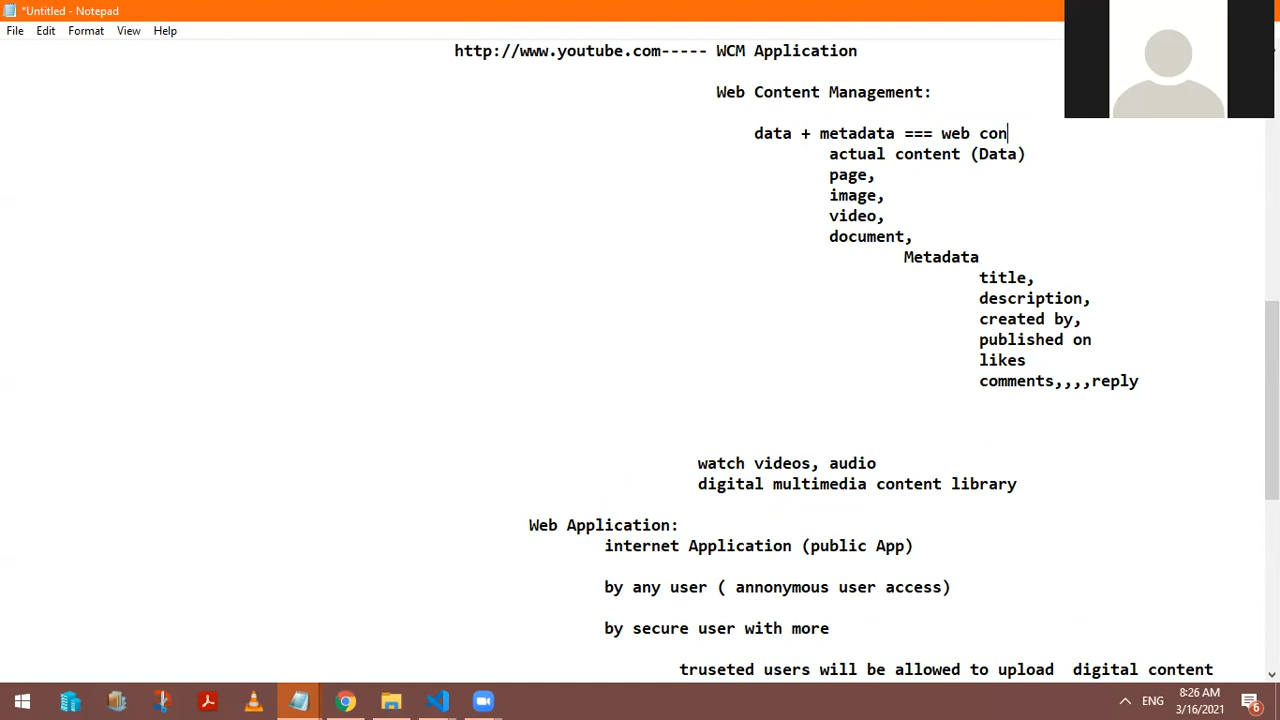 *Untitled - Notepad
File Edit Format View Help
http://www.youtube.com----- WCM Application
Web Content Management:
data + metadata === web con
actual content (Data)
page,
image,
video,
document,
Metadata
title,
description,
created by,
published on
likes
comments,,,,reply
watch videos, audio
digital multimedia content library
Web Application:
internet Application (public App)
by any user ( annonymous user access)
by secure user with more
truseted users will be allowed to upload  digital content
ENG
8:26 AM
3/16/2021
6